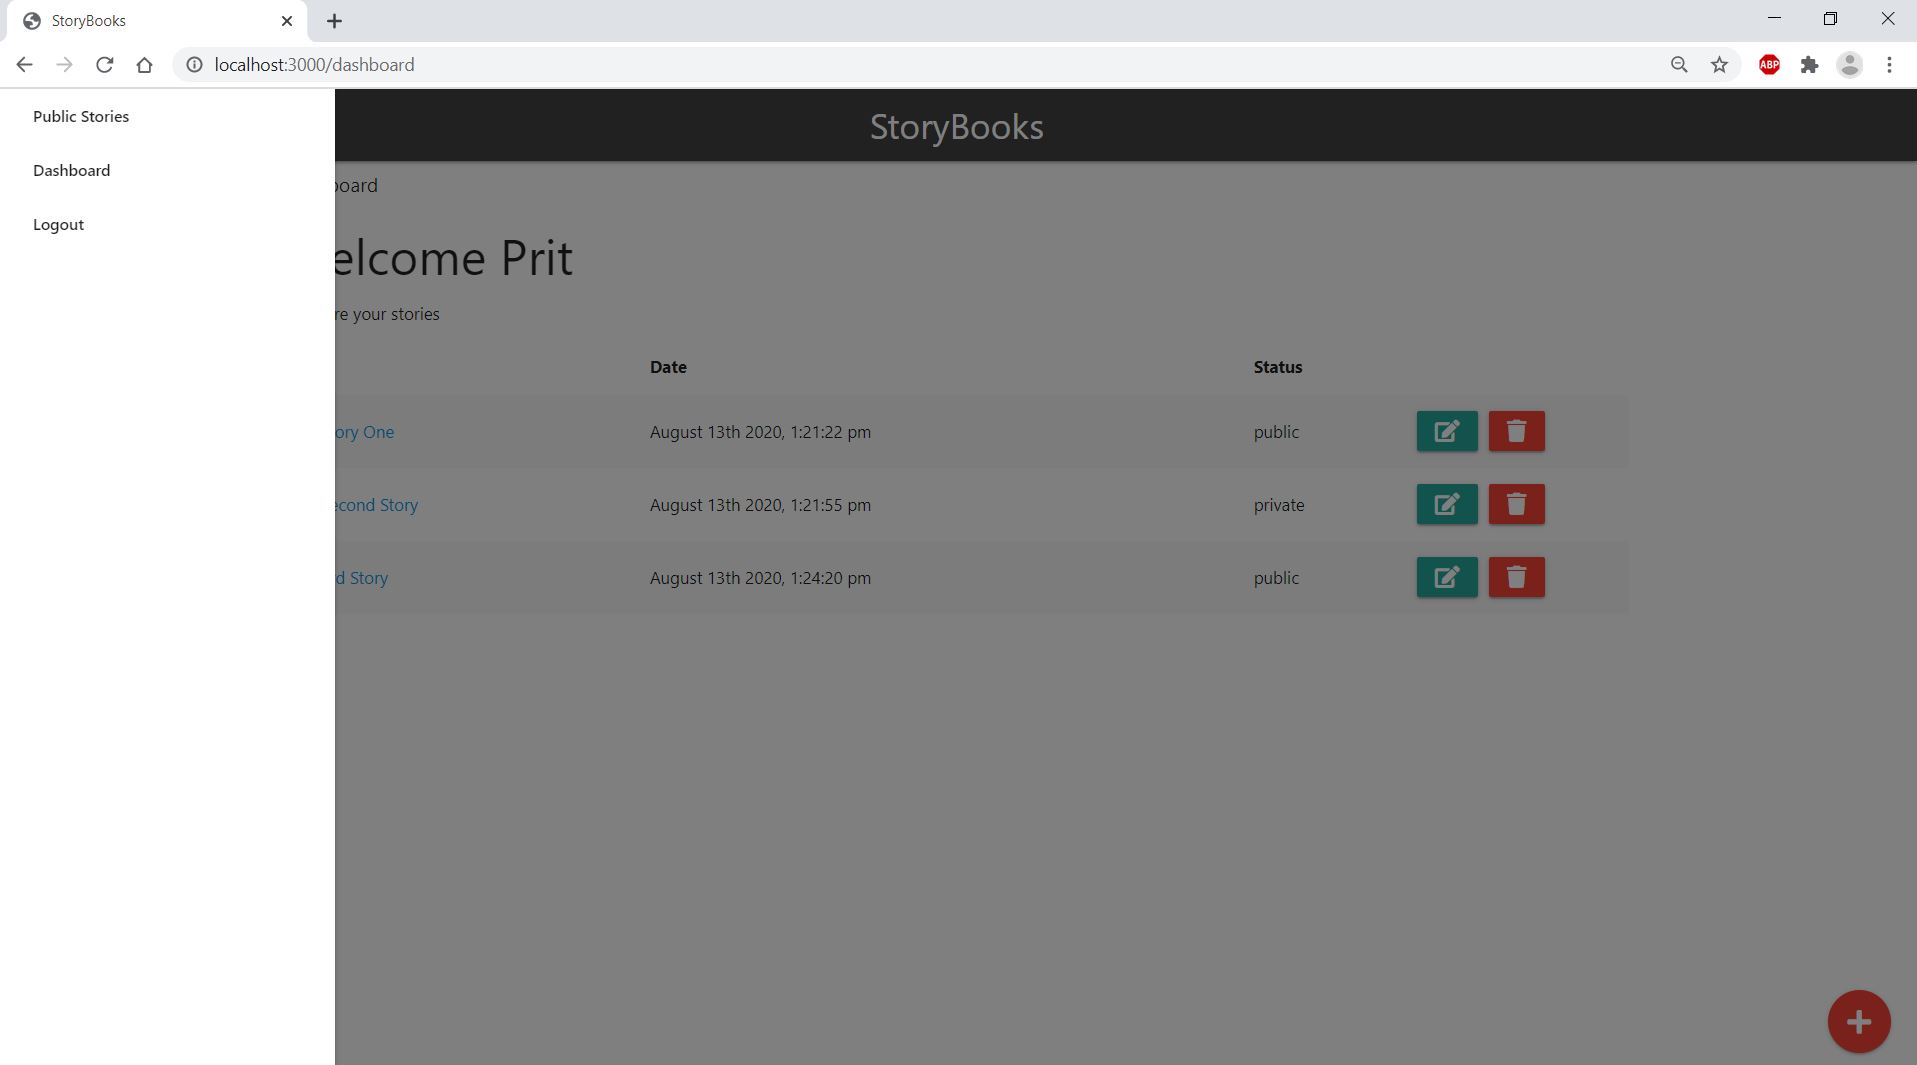 StoryBooks
localhost:3000/dashboard
ABP
Public Stories
Dashboard
Logout
StoryBooks
board
elcome Prit
re your stories
Date Status
ory One August 13th 2020, 1:21:22 pm public
econd Story August 13th 2020, 1:21:55 pm private
d Story August 13th 2020, 1:24:20 pm public